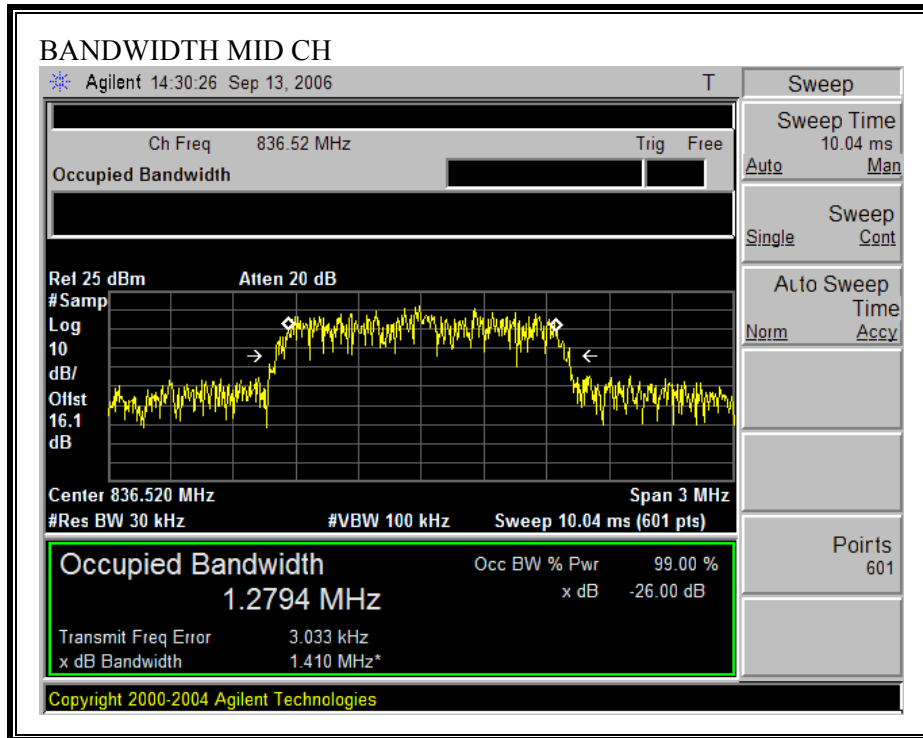 BANDWIDTH MID CH
Agilent 14:30:26 Sep 13, 2006 T
Ch Freq 836.52 MHz Trig Free
Occupied Bandwidth
Ref 25 dBm Atten 20 dB
#Samp
Log
10
dB/
Offst
16.1
dB
Center 836.520 MHz Span 3 MHz
#Res BW 30 kHz #VBW 100 kHz Sweep 10.04 ms (601 pts)
Occupied Bandwidth Occ BW % Pwr 99.00 %
1.2794 MHz x dB -26.00 dB
Transmit Freq Error 3.033 kHz
x dB Bandwidth 1.410 MHz*
Copyright 2000-2004 Agilent Technologies
Sweep
Sweep Time
10.04 ms
Auto Man
Sweep
Single Cont
Auto Sweep
Time
Norm Accy
Points
601